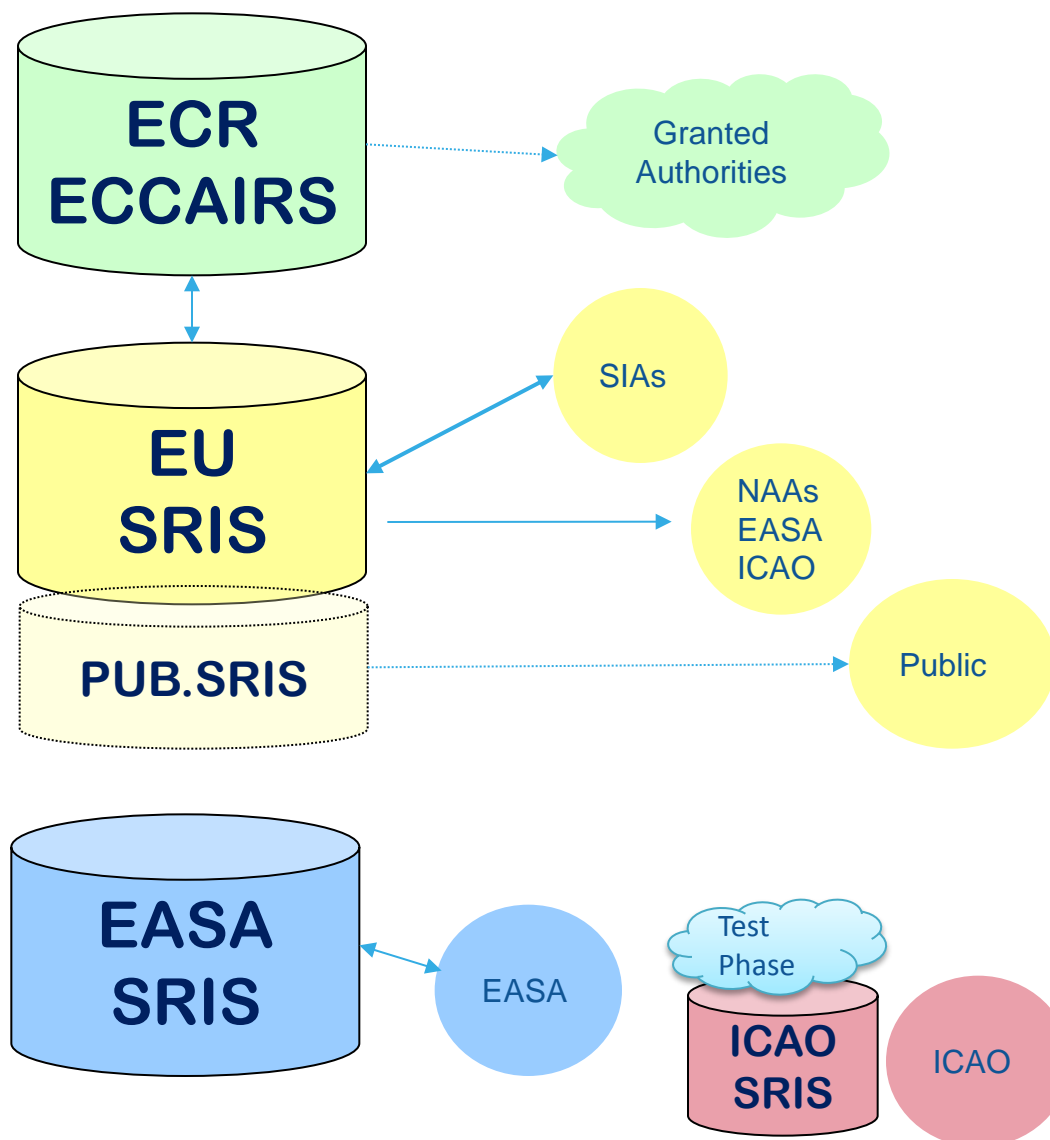 ECR
ECCAIRS
Granted
Authorities
SIAs
EU
SRIS
NAAs
EASA
ICAO
PUB.SRIS
Public
EASA
SRIS
EASA
Test
Phase
ICAO
SRIS
ICAO